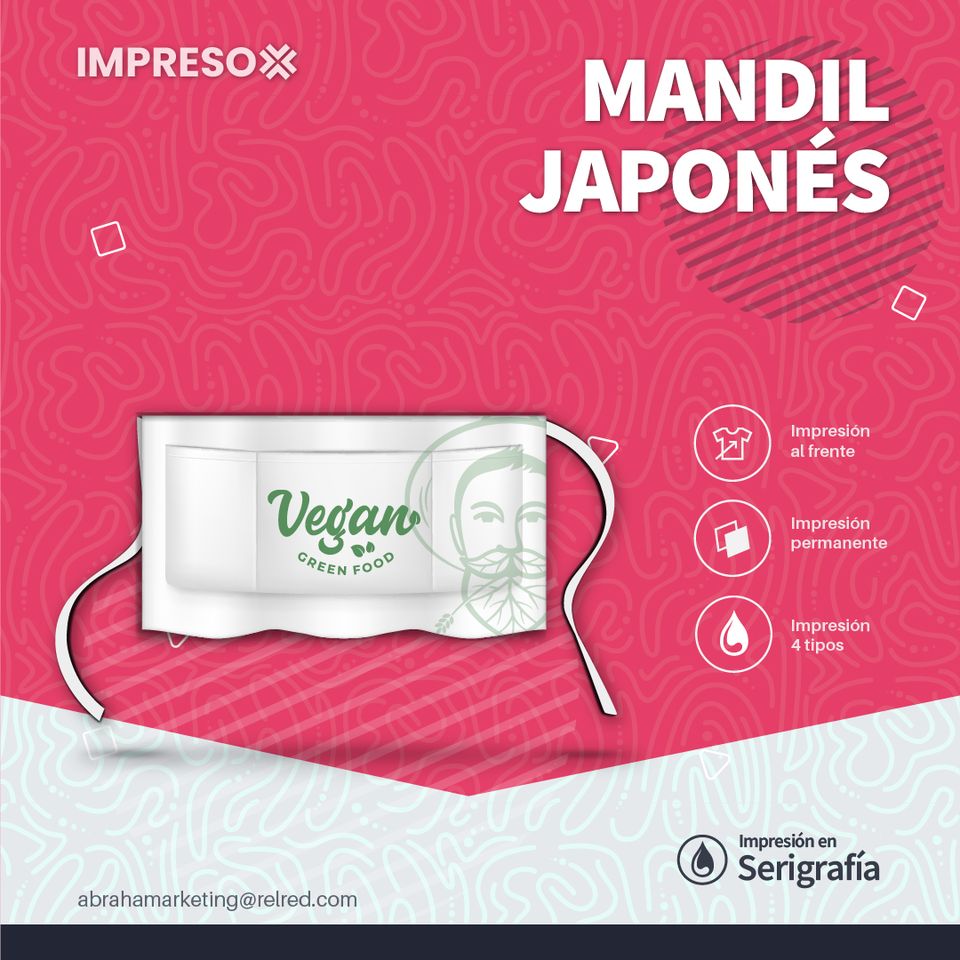 IMPRESO
MANDIL
JAPONÉS
Vegan
GREEN FOOD
Impresión
al frente
Impresión
permanente
Impresión
4 tipos
Impresión en
Serigrafía
abrahamarketing@relred.com